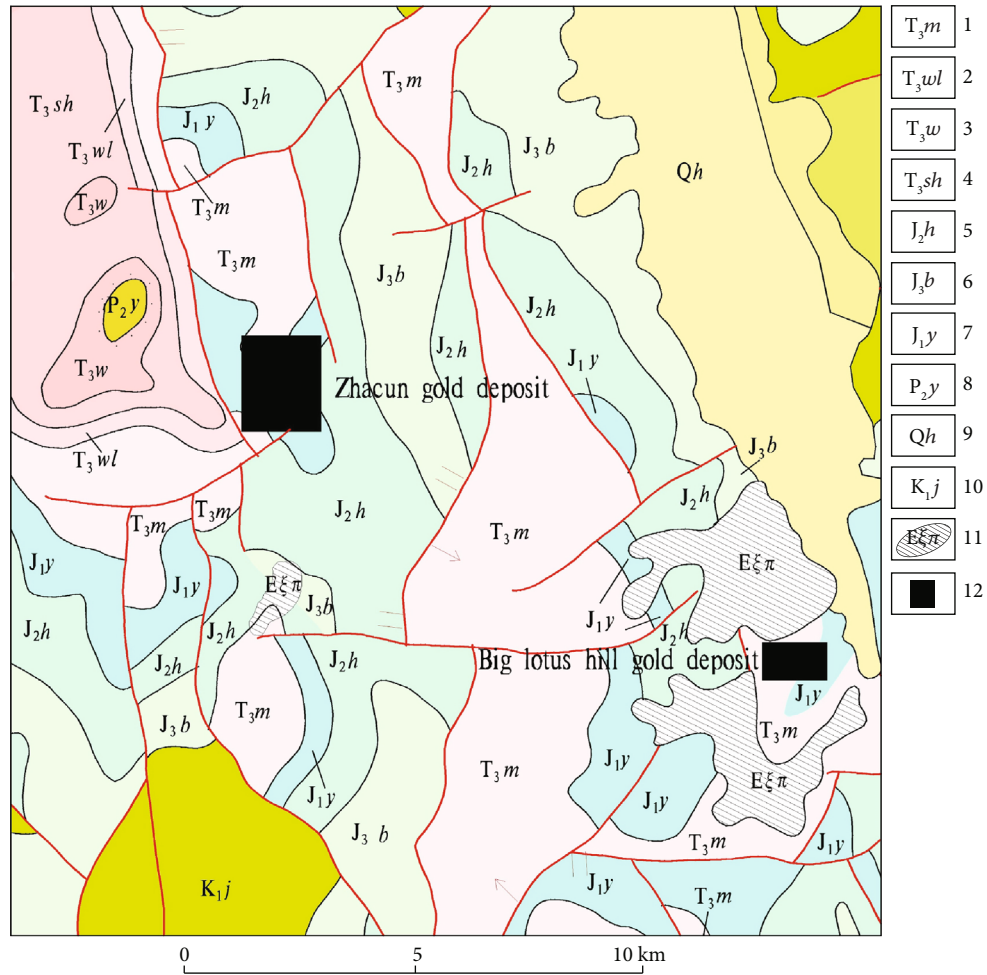 T₃m
J₂h
T₃sh
J₁y
J₃b
T₃wl
J₂h
Qh
T₃w
T₃m
T₃m
J₃b
J₂h
P₂y
J₂h
J₁y
T₃w
Zhacun gold deposit
T₃wl
J₃b
J₂h
T₃m
T₃m
J₂h
T₃m
J₁y
J₁y
Eξπ
Eξπ
J₃b
J₁y
J₂h
J₂h
J₂h
J₂h
J₂h
Big lotus hill gold deposit
J₁y
T₃m
J₃b
T₃m
T₃m
J₁y
Eξπ
J₁y
J₁y
J₃ b
T₃m
J₁y
K₁j
J₁y
T₃m
0 5 10 km
T₃m 1
T₃wl 2
T₃w 3
T₃sh 4
J₂h 5
J₃b 6
J₁y 7
P₂y 8
Qh 9
K₁j 10
Eξπ 11
12